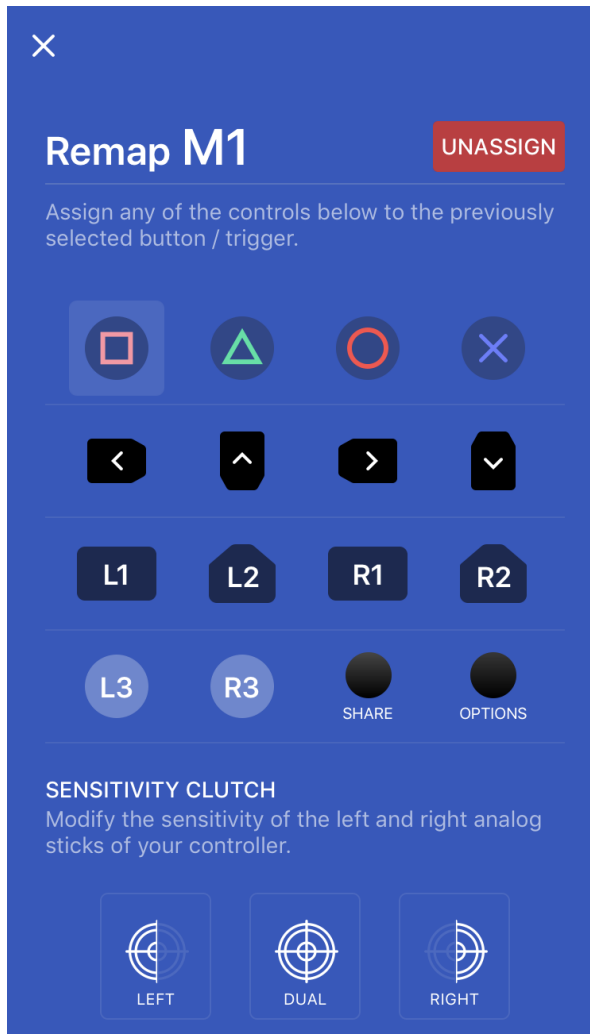 Remap M1
UNASSIGN
Assign any of the controls below to the previously
selected button / trigger.
L1
L2
R1
R2
L3
R3
SHARE
OPTIONS
SENSITIVITY CLUTCH
Modify the sensitivity of the left and right analog
sticks of your controller.
LEFT
DUAL
RIGHT